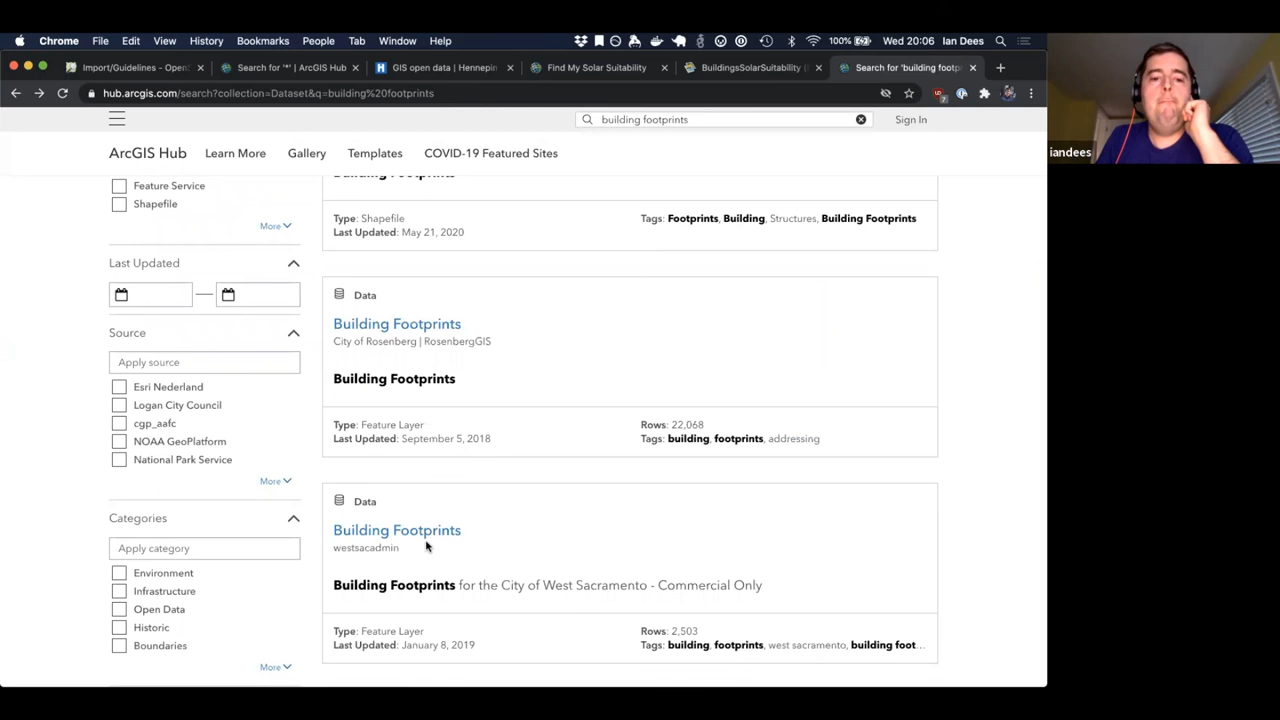 Chrome File Edit View History Bookmarks People Tab Window Help 100% Wed 20:06 Ian Dees
Import/Guidelines – OpenS Search for '*' | ArcGIS Hub GIS open data | Hennepin Find My Solar Suitability BuildingsSolarSuitability ( Search for 'building footp
hub.arcgis.com/search?collection=Dataset&q=building%20footprints
building footprints Sign In
ArcGIS Hub Learn More Gallery Templates COVID-19 Featured Sites
iandees
Building Footprints
Feature Service
Shapefile
More
Type: Shapefile Tags: Footprints, Building, Structures, Building Footprints
Last Updated: May 21, 2020
Last Updated
Source
Apply source
Esri Nederland
Logan City Council
cgp_aafc
NOAA GeoPlatform
National Park Service
More
Categories
Apply category
Environment
Infrastructure
Open Data
Historic
Boundaries
More
Data
Building Footprints
City of Rosenberg | RosenbergGIS
Building Footprints
Type: Feature Layer Rows: 22,068
Last Updated: September 5, 2018 Tags: building, footprints, addressing
Data
Building Footprints
westsacadmin
Building Footprints for the City of West Sacramento - Commercial Only
Type: Feature Layer Rows: 2,503
Last Updated: January 8, 2019 Tags: building, footprints, west sacramento, building foot...